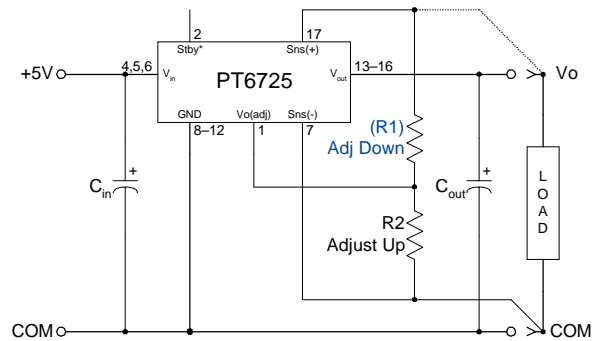 2
17
Stby*
Sns(+)
+5V
4,5,6
Vin
PT6725
Vout
13–16
Vo
GND
Vo(adj)
Sns(-)
8–12
1
7
(R1)
Adj Down
+
Cin
+
Cout
R2
Adjust Up
L
O
A
D
COM
COM